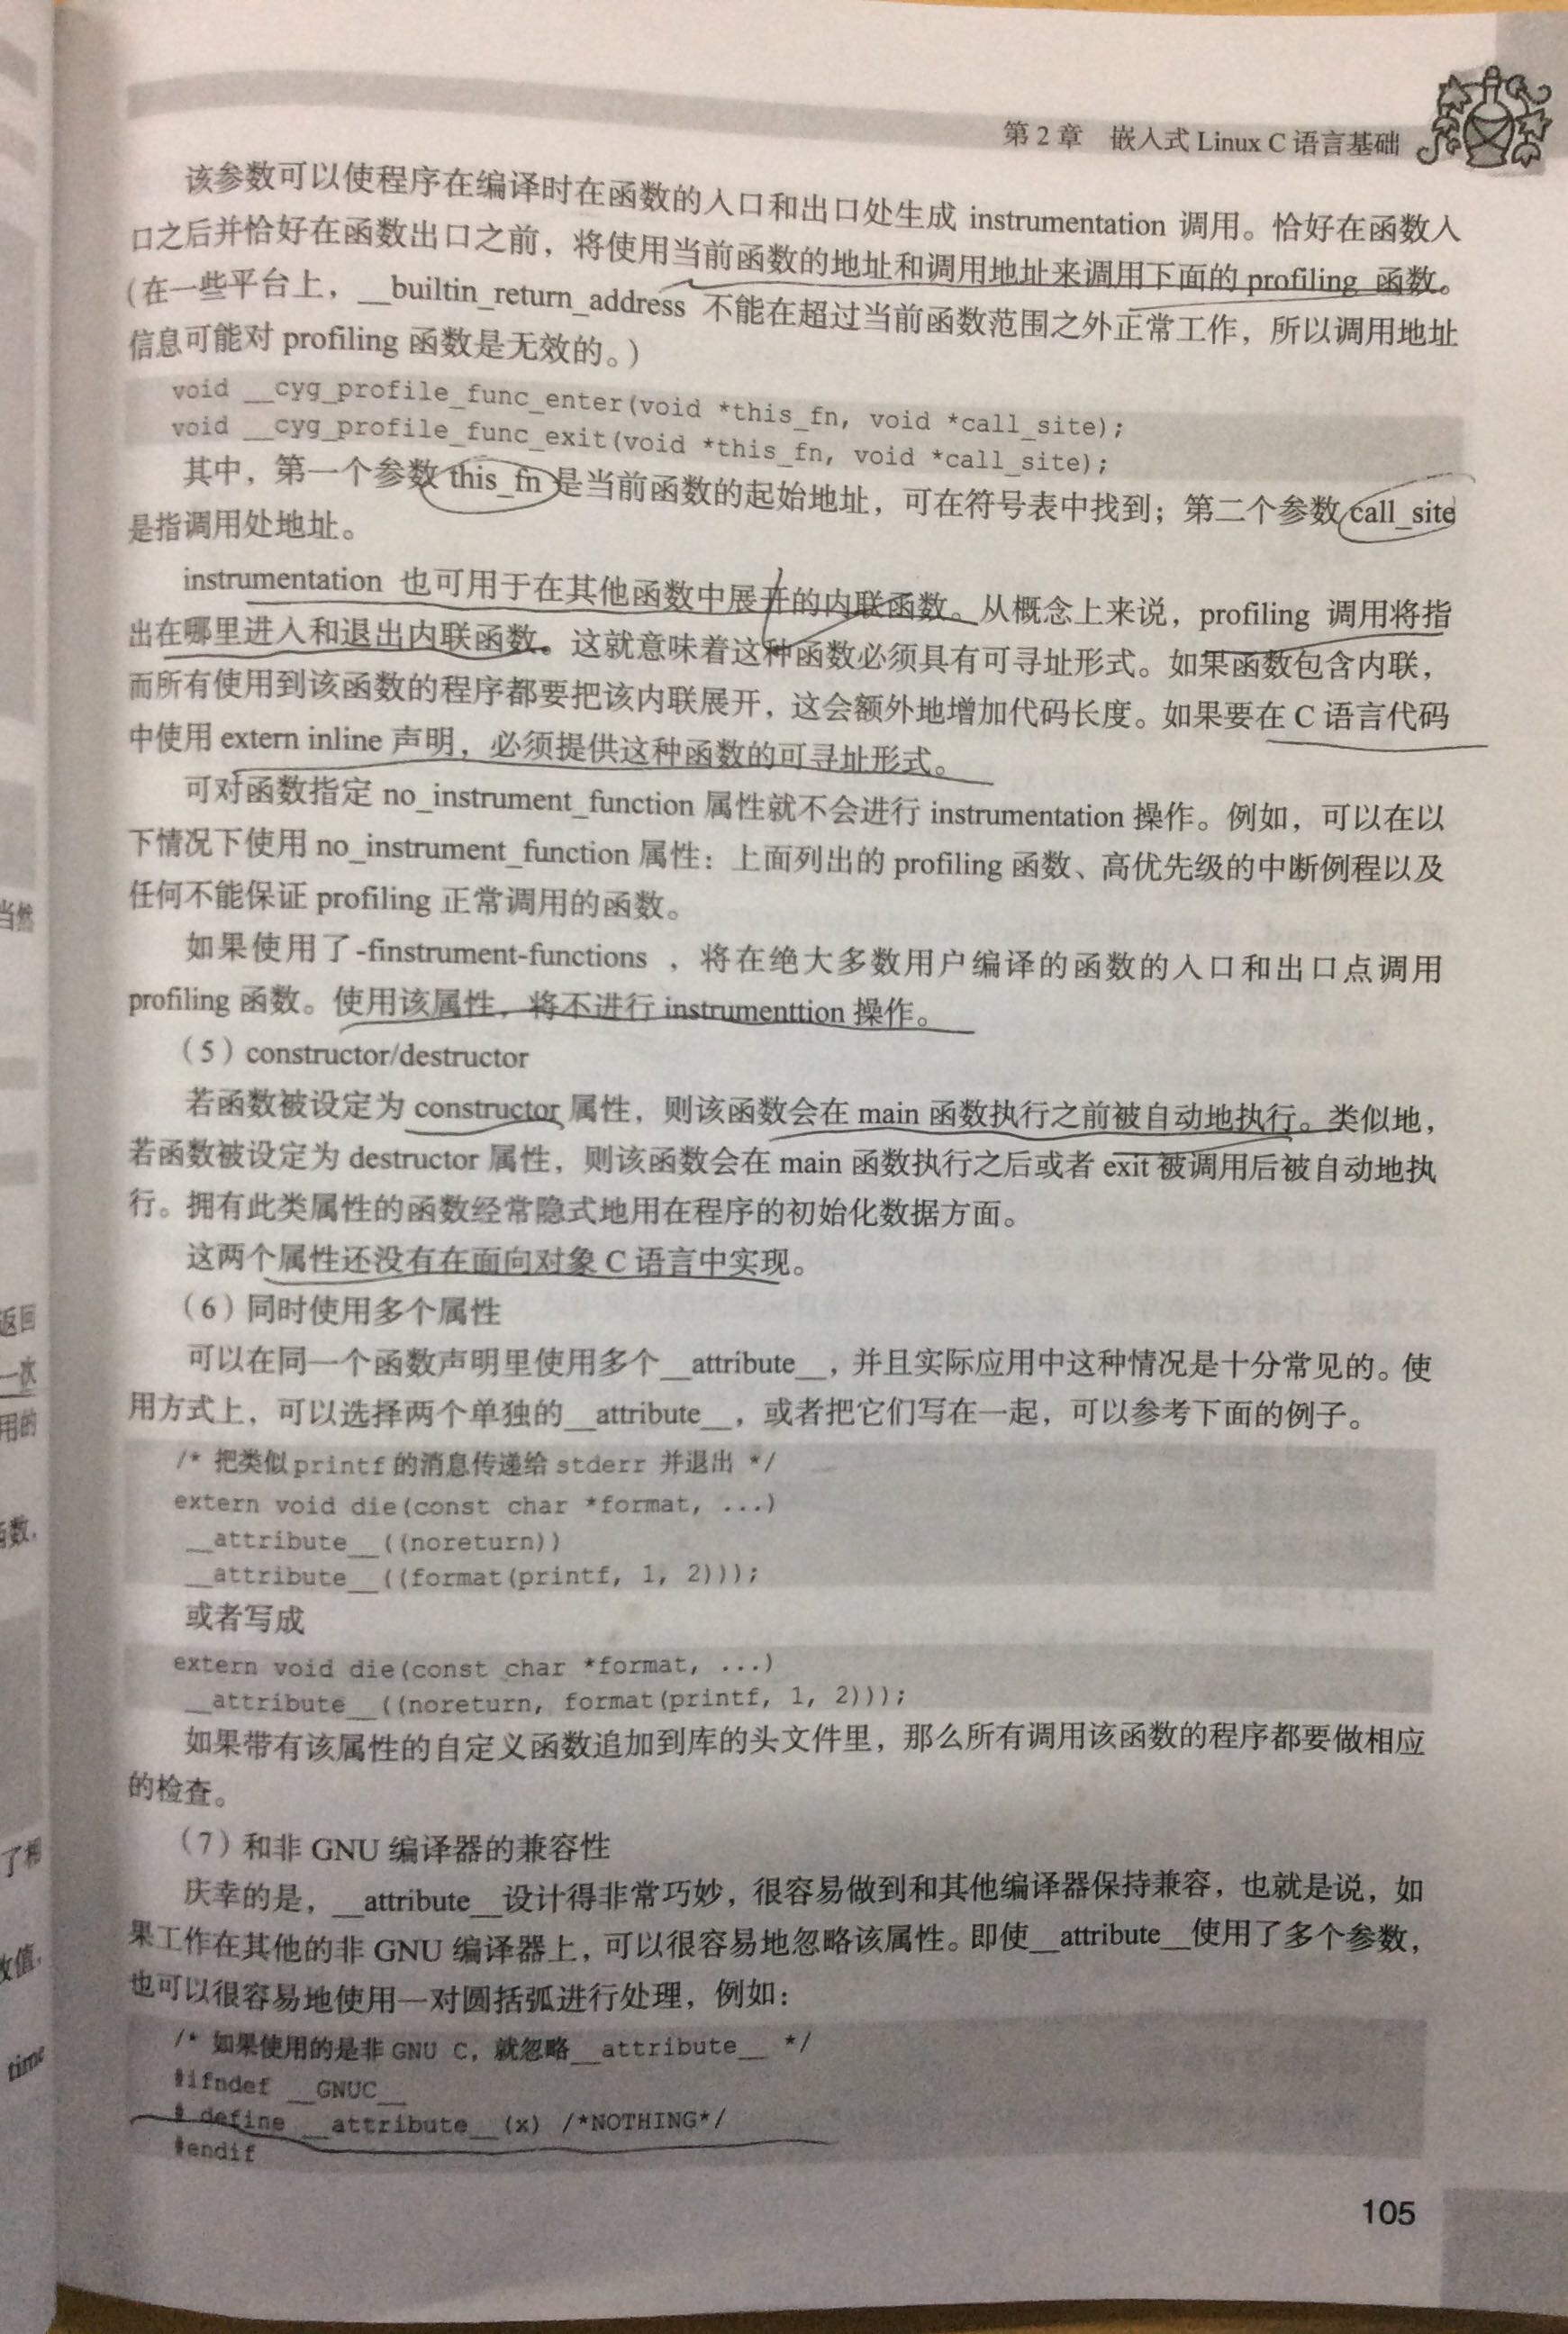 第 2 章 嵌入式 Linux C 语言基础
该参数可以使程序在编译时在函数的入口和出口处生成 instrumentation 调用。恰好在函数入
口之后并恰好在函数出口之前，将使用当前函数的地址和调用地址来调用下面的 profiling 函数。
（在一些平台上，__builtin_return_address 不能在超过当前函数范围之外正常工作，所以调用地址
信息可能对 profiling 函数是无效的。）
void __cyg_profile_func_enter(void *this_fn, void *call_site);
void __cyg_profile_func_exit(void *this_fn, void *call_site);
其中，第一个参数 this_fn 是当前函数的起始地址，可在符号表中找到；第二个参数 call_site
是指调用处地址。
instrumentation 也可用于在其他函数中展开的内联函数。从概念上来说，profiling 调用将指
出在哪里进入和退出内联函数。这就意味着这种函数必须具有可寻址形式。如果函数包含内联，
而所有使用到该函数的程序都要把该内联展开，这会额外地增加代码长度。如果要在 C 语言代码
中使用 extern inline 声明，必须提供这种函数的可寻址形式。
可对函数指定 no_instrument_function 属性就不会进行 instrumentation 操作。例如，可以在以
下情况下使用 no_instrument_function 属性：上面列出的 profiling 函数、高优先级的中断例程以及
任何不能保证 profiling 正常调用的函数。
如果使用了-finstrument-functions ，将在绝大多数用户编译的函数的入口和出口点调用
profiling 函数。使用该属性，将不进行 instrumenttion 操作。
（5）constructor/destructor
若函数被设定为 constructor 属性，则该函数会在 main 函数执行之前被自动地执行。类似地，
若函数被设定为 destructor 属性，则该函数会在 main 函数执行之后或者 exit 被调用后被自动地执
行。拥有此类属性的函数经常隐式地用在程序的初始化数据方面。
这两个属性还没有在面向对象 C 语言中实现。
（6）同时使用多个属性
可以在同一个函数声明里使用多个__attribute__，并且实际应用中这种情况是十分常见的。使
用方式上，可以选择两个单独的__attribute__，或者把它们写在一起，可以参考下面的例子。
/* 把类似printf的消息传递给stderr 并退出 */
extern void die(const char *format, ...)
__attribute__((noreturn))
__attribute__((format(printf, 1, 2)));
或者写成
extern void die(const char *format, ...)
__attribute__((noreturn, format(printf, 1, 2)));
如果带有该属性的自定义函数追加到库的头文件里，那么所有调用该函数的程序都要做相应
的检查。
（7）和非 GNU 编译器的兼容性
庆幸的是，__attribute__设计得非常巧妙，很容易做到和其他编译器保持兼容，也就是说，如
果工作在其他的非 GNU 编译器上，可以很容易地忽略该属性。即使__attribute__使用了多个参数，
也可以很容易地使用一对圆括弧进行处理，例如：
/* 如果使用的是非GNU C，就忽略__attribute__ */
#ifndef __GNUC__
# define __attribute__(x) /*NOTHING*/
#endif
105
当然
返回
一次
用的
函数，
time